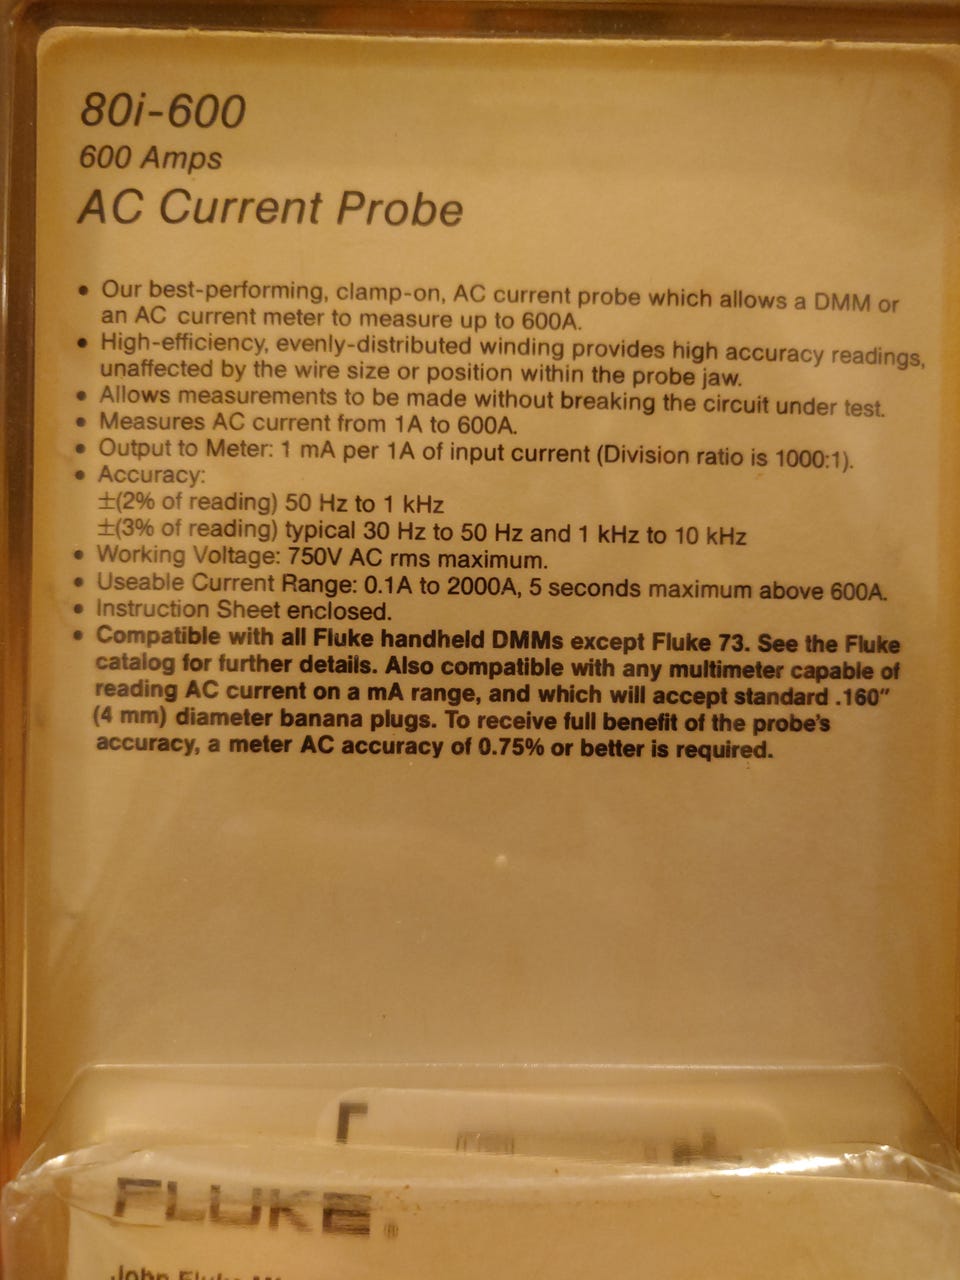 80i-600
600 Amps
AC Current Probe
• Our best-performing, clamp-on, AC current probe which allows a DMM or
an AC current meter to measure up to 600A.
• High-efficiency, evenly-distributed winding provides high accuracy readings,
unaffected by the wire size or position within the probe jaw.
• Allows measurements to be made without breaking the circuit under test.
• Measures AC current from 1A to 600A.
• Output to Meter: 1 mA per 1A of input current (Division ratio is 1000:1).
• Accuracy:
±(2% of reading) 50 Hz to 1 kHz
±(3% of reading) typical 30 Hz to 50 Hz and 1 kHz to 10 kHz
• Working Voltage: 750V AC rms maximum.
• Useable Current Range: 0.1A to 2000A, 5 seconds maximum above 600A.
• Instruction Sheet enclosed.
• Compatible with all Fluke handheld DMMs except Fluke 73. See the Fluke
catalog for further details. Also compatible with any multimeter capable of
reading AC current on a mA range, and which will accept standard .160″
(4 mm) diameter banana plugs. To receive full benefit of the probe's
accuracy, a meter AC accuracy of 0.75% or better is required.
FLUKE
John Fluke